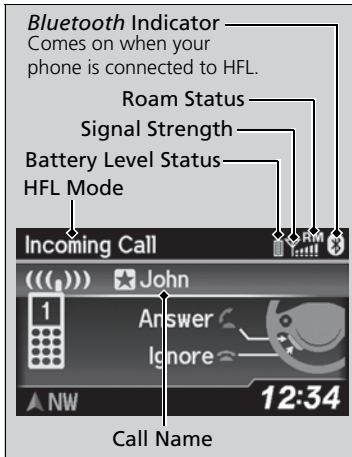 Bluetooth Indicator
Comes on when your
phone is connected to HFL.
Roam Status
Signal Strength
Battery Level Status
HFL Mode
Incoming Call
RM
John
1
Answer
Ignore
NW
12:34
Call Name